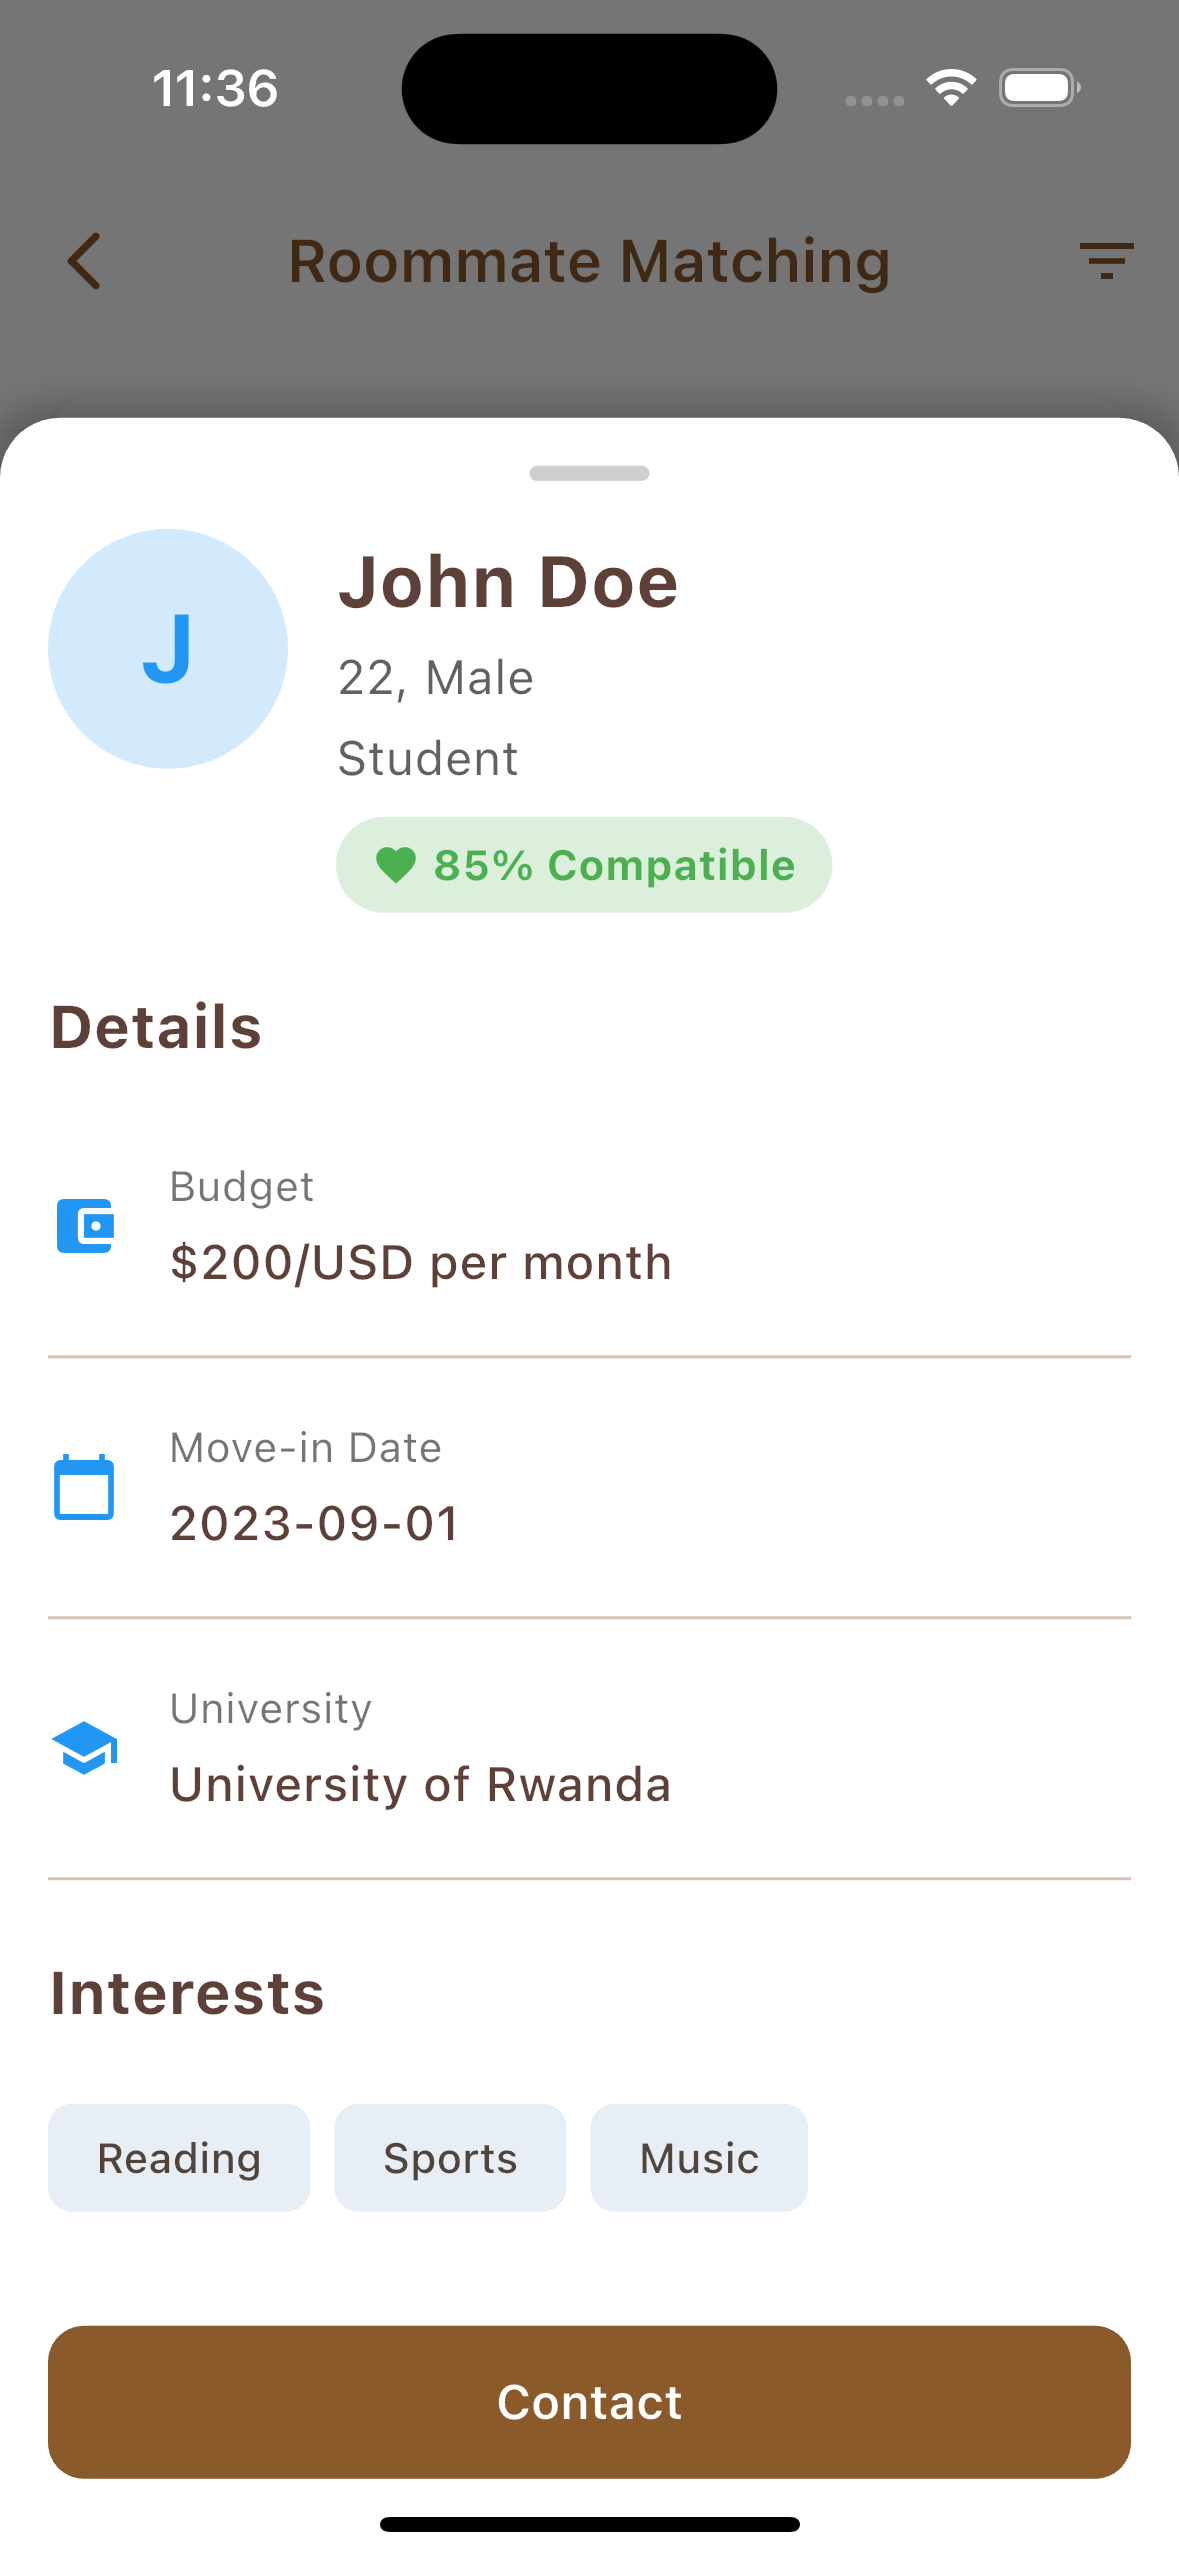 11:36
Roommate Matching
J
John Doe
22, Male
Student
85% Compatible
Details
Budget
$200/USD per month
Move-in Date
2023-09-01
University
University of Rwanda
Interests
Reading
Sports
Music
Contact